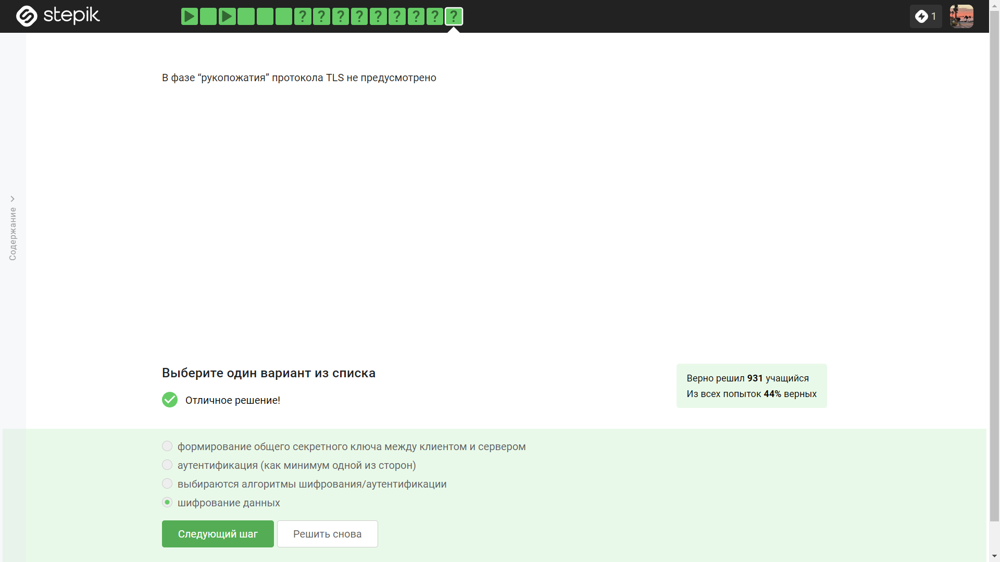 stepik
? ? ? ? ? ? ? ? ?
1
Содержание
В фазе “рукопожатия” протокола TLS не предусмотрено
Выберите один вариант из списка
Отличное решение!
Верно решил 931 учащийся
Из всех попыток 44% верных
формирование общего секретного ключа между клиентом и сервером
аутентификация (как минимум одной из сторон)
выбираются алгоритмы шифрования/аутентификации
шифрование данных
Следующий шаг
Решить снова